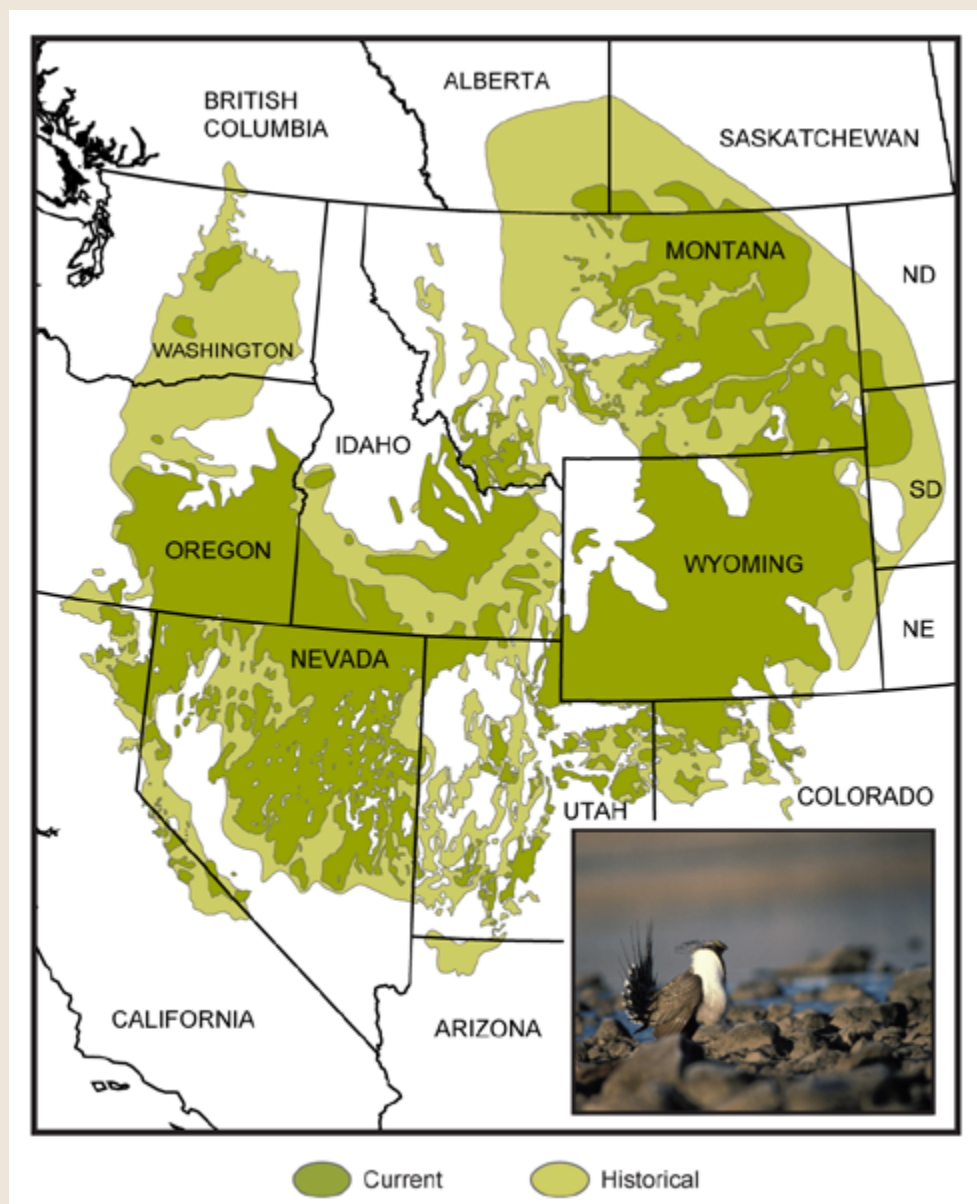 ALBERTA
BRITISH
COLUMBIA
SASKATCHEWAN
MONTANA
ND
WASHINGTON
IDAHO
SD
OREGON
WYOMING
NE
NEVADA
UTAH
COLORADO
CALIFORNIA
ARIZONA
Current
Historical